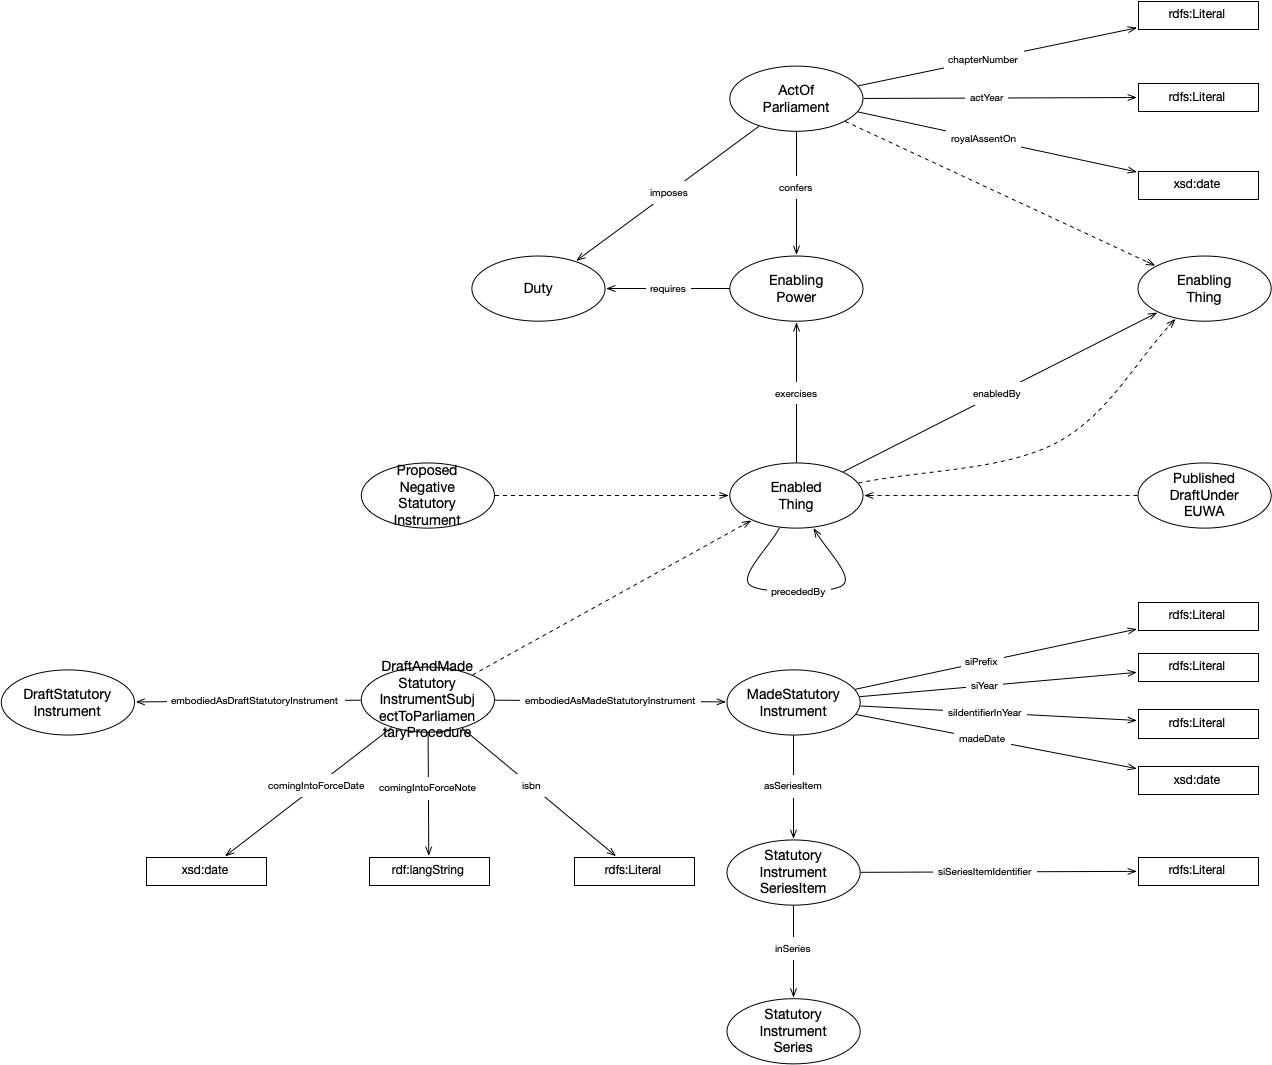 rdfs:Literal
chapterNumber
ActOf
Parliament
actYear
rdfs:Literal
royalAssentOn
xsd:date
imposes
confers
Duty
requires
Enabling
Power
Enabling
Thing
exercises
enabledBy
Proposed
Negative
Statutory
Instrument
Enabled
Thing
Published
DraftUnder
EUWA
precededBy
rdfs:Literal
siPrefix
rdfs:Literal
siYear
DraftStatutory
Instrument
embodiedAsDraftStatutoryInstrument
DraftAndMade
Statutory
InstrumentSubj
ectToParliamen
taryProcedure
embodiedAsMadeStatutoryInstrument
MadeStatutory
Instrument
siIdentifierInYear
rdfs:Literal
madeDate
xsd:date
comingIntoForceDate
comingIntoForceNote
isbn
asSeriesItem
xsd:date
rdf:langString
rdfs:Literal
Statutory
Instrument
SeriesItem
siSeriesItemIdentifier
rdfs:Literal
inSeries
Statutory
Instrument
Series